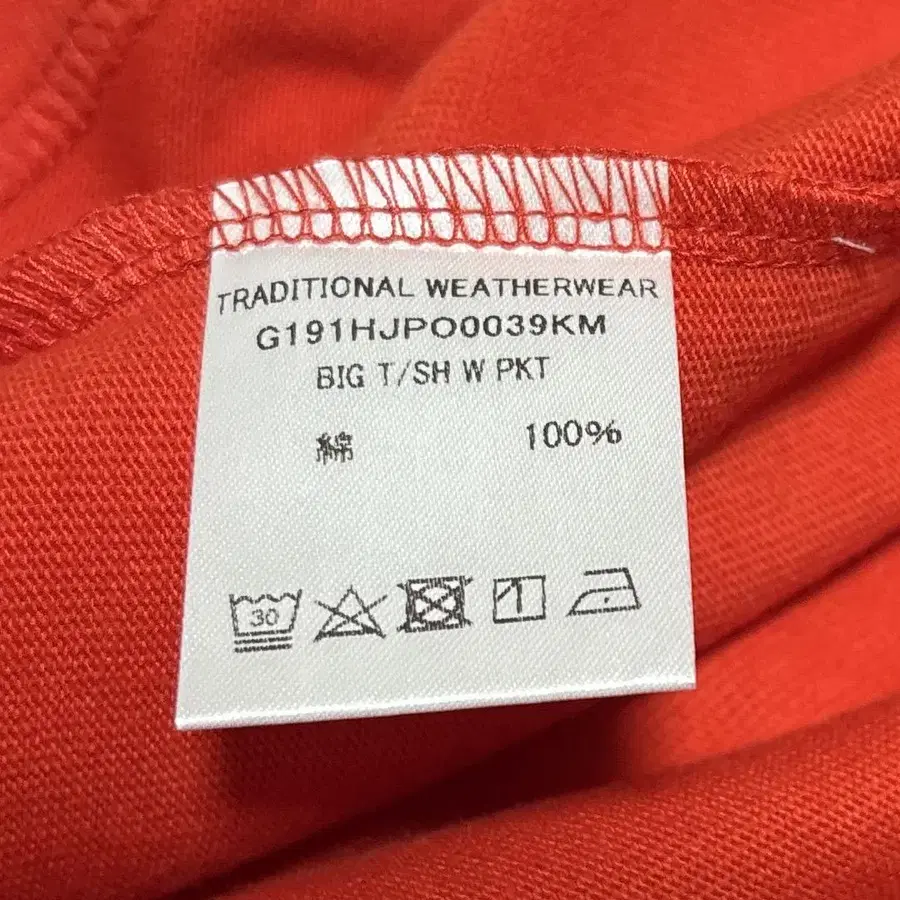 TRADITIONAL WEATHERWEAR
G191HJPO0039KM
BIG T/SH W PKT
綿 100%
30